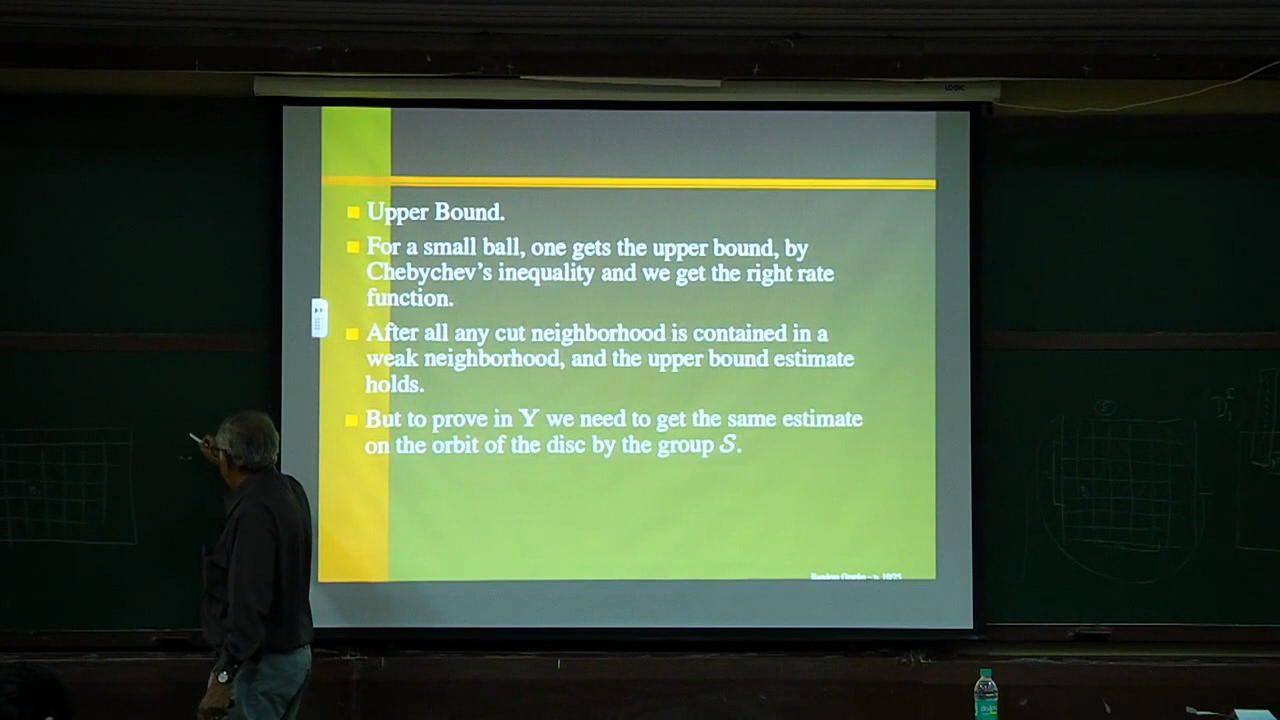 LOGIC
Upper Bound.
For a small ball, one gets the upper bound, by
Chebychev's inequality and we get the right rate
function.
After all any cut neighborhood is contained in a
weak neighborhood, and the upper bound estimate
holds.
But to prove in Y we need to get the same estimate
on the orbit of the disc by the group S.